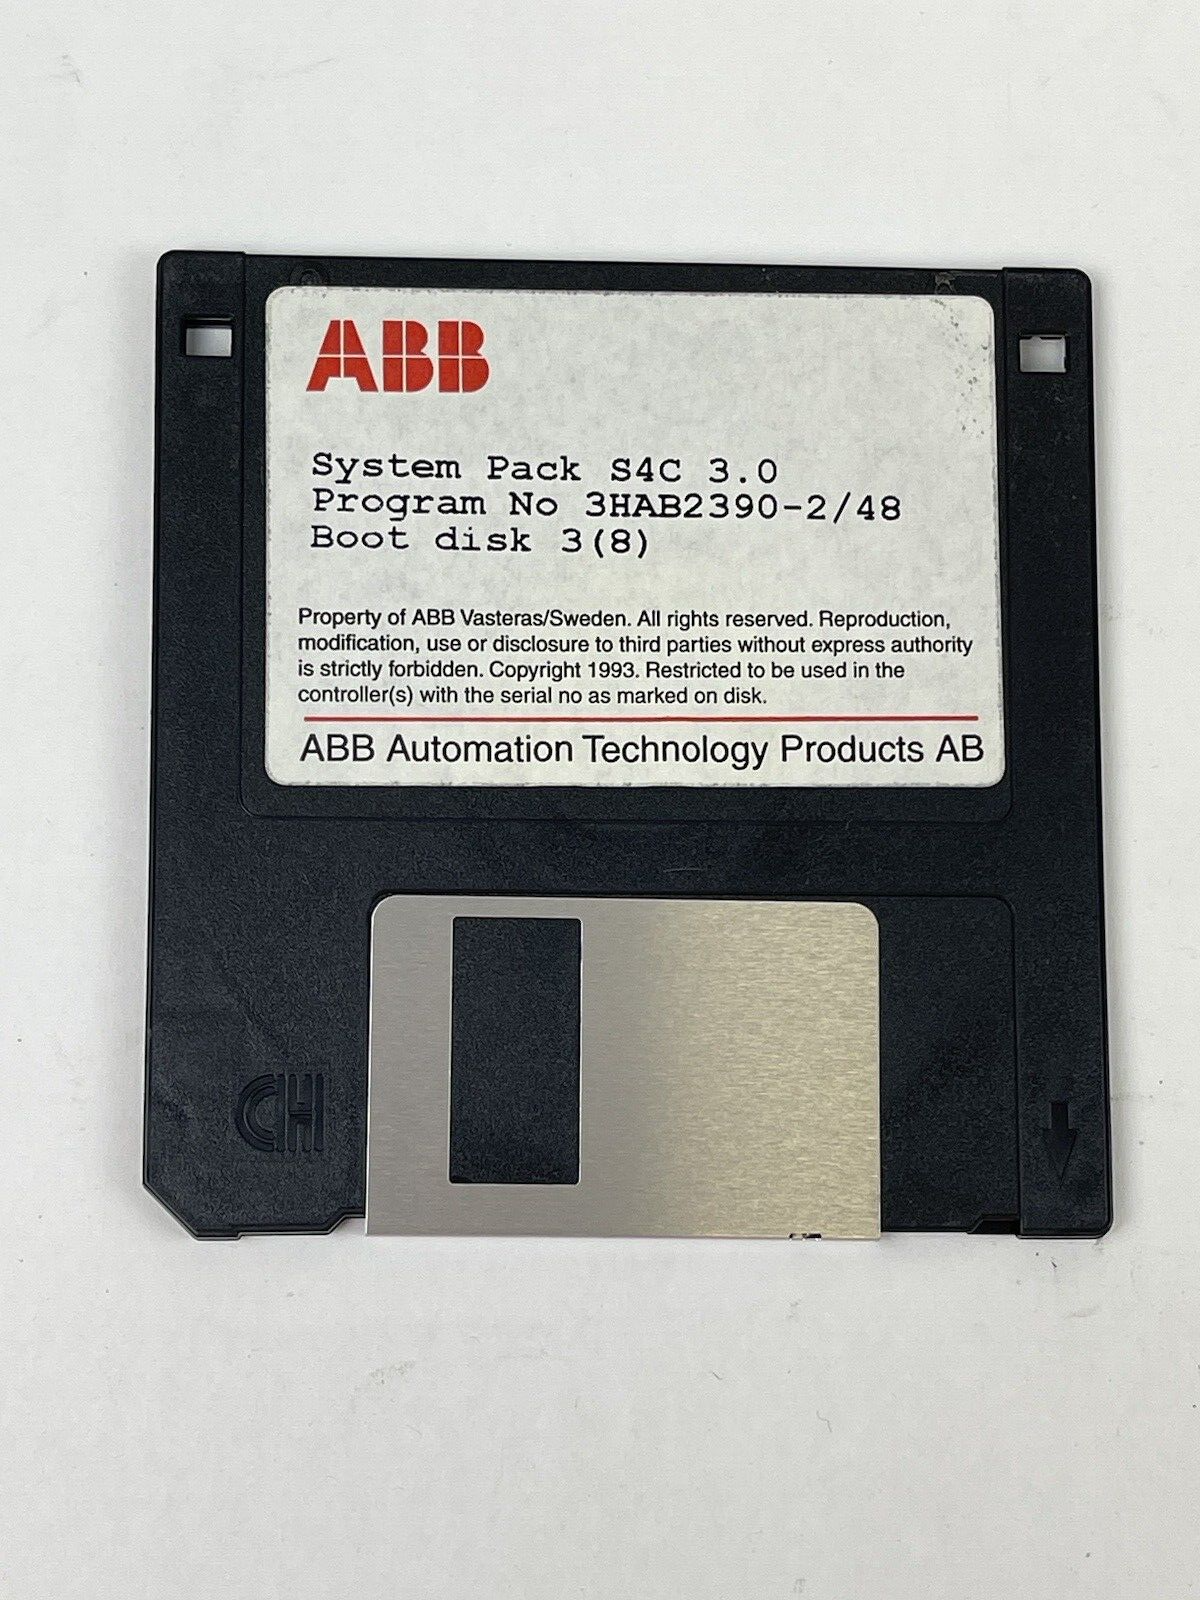 ABB
System Pack S4C 3.0
Program No 3HAB2390-2/48
Boot disk 3(8)
Property of ABB Vasteras/Sweden. All rights reserved. Reproduction,
modification, use or disclosure to third parties without express authority
is strictly forbidden. Copyright 1993. Restricted to be used in the
controller(s) with the serial no as marked on disk.
ABB Automation Technology Products AB
CH